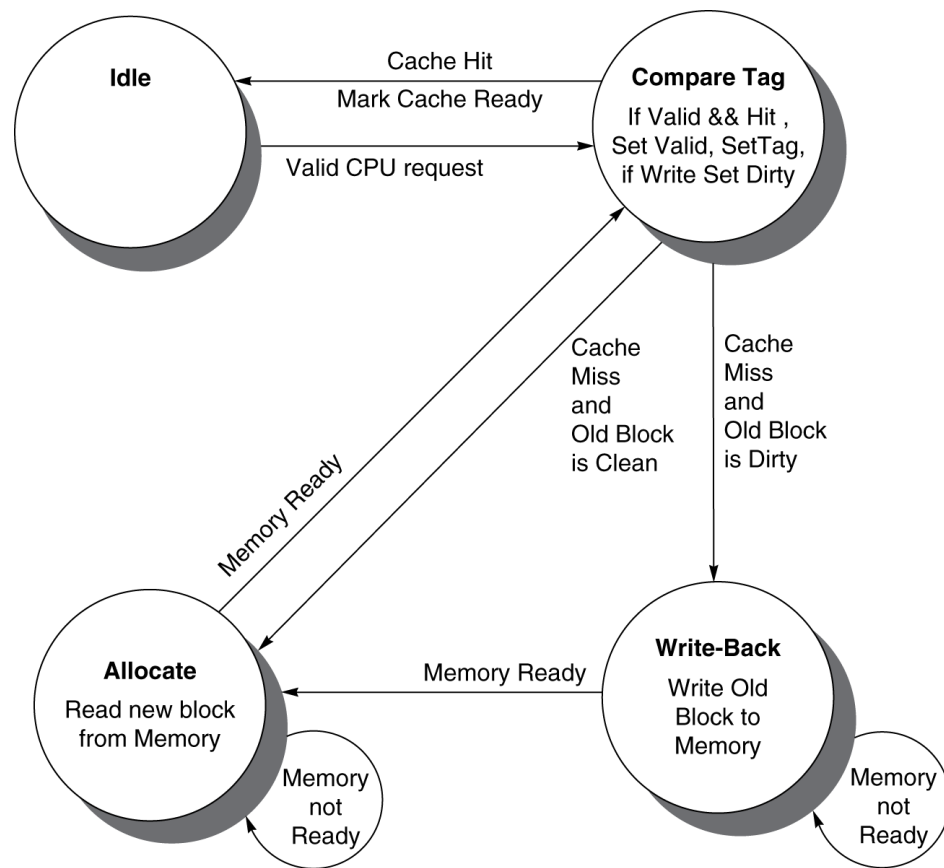 Idle
Cache Hit
Mark Cache Ready
Valid CPU request
Compare Tag
If Valid && Hit ,
Set Valid, SetTag,
if Write Set Dirty
Cache
Miss
and
Old Block
is Clean
Cache
Miss
and
Old Block
is Dirty
Memory Ready
Allocate
Read new block
from Memory
Memory
not
Ready
Memory Ready
Write-Back
Write Old
Block to
Memory
Memory
not
Ready